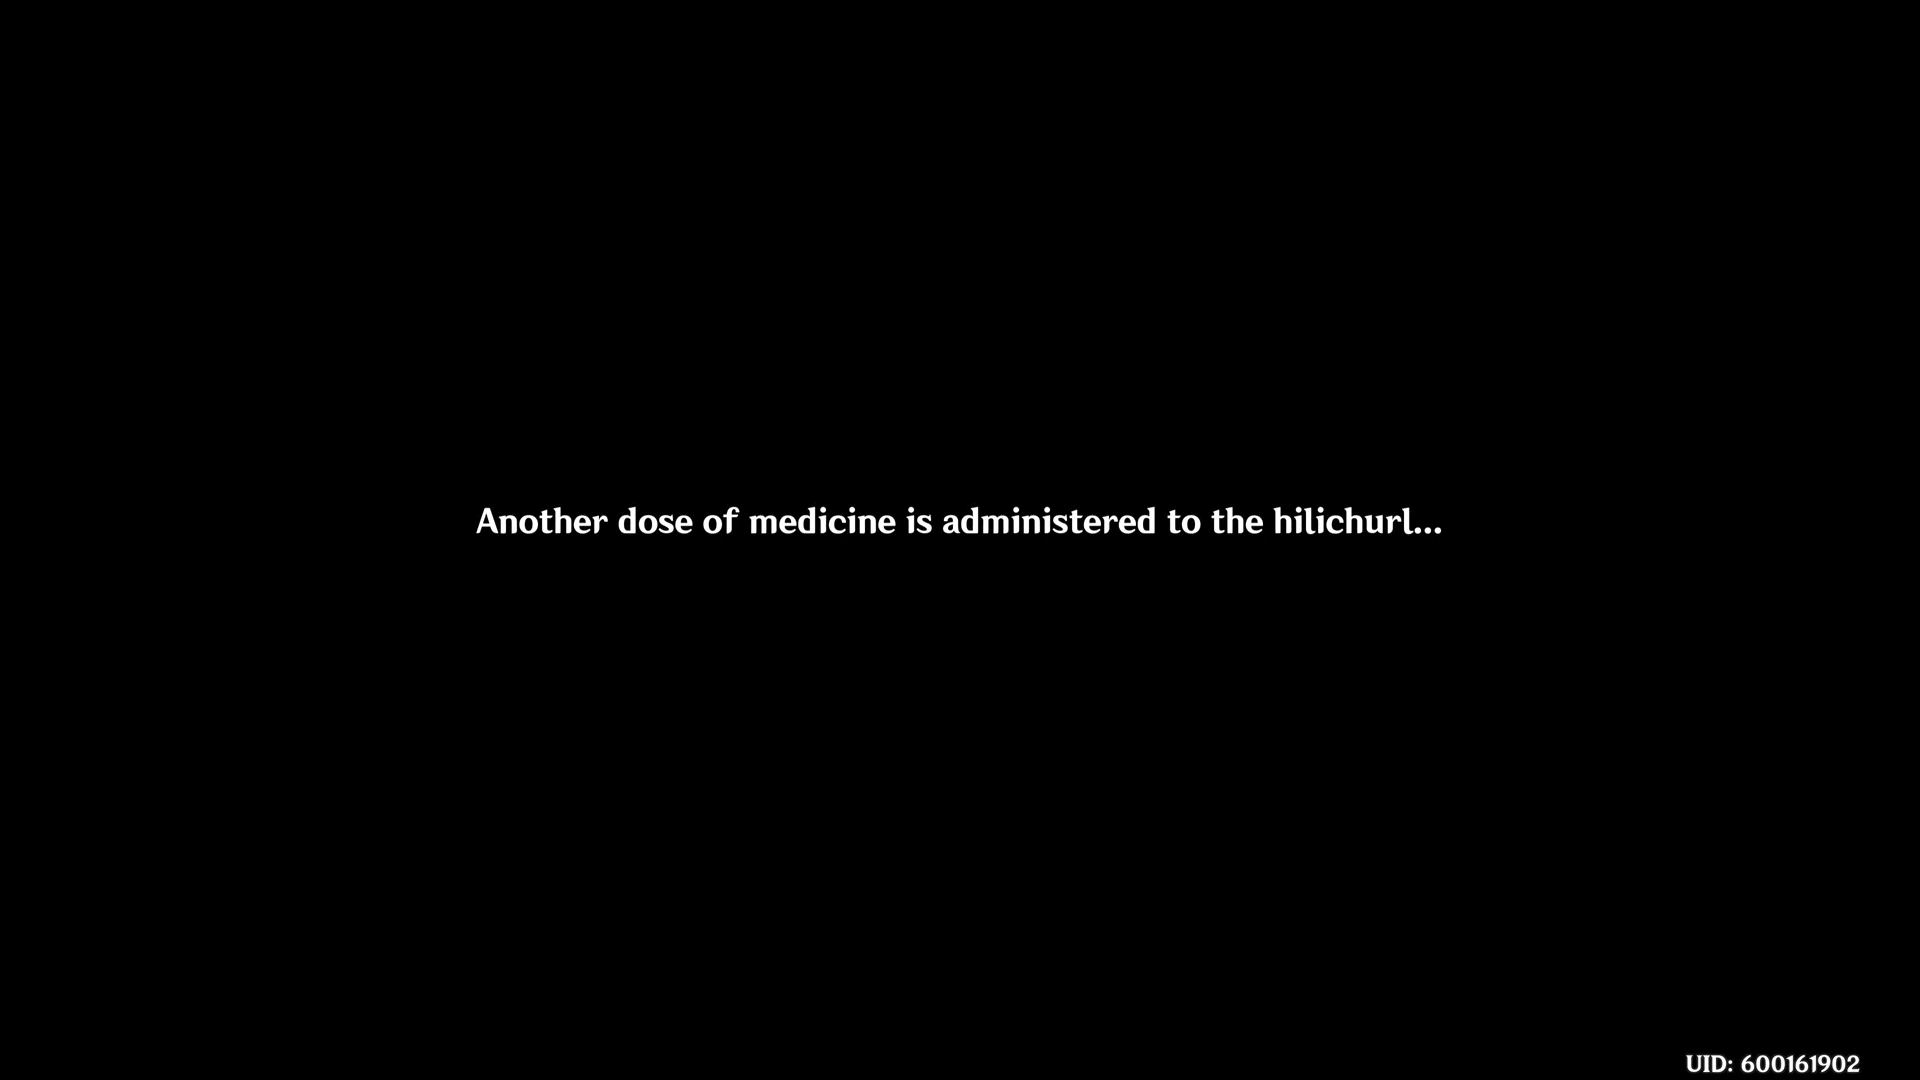 Another dose of medicine is administered to the hilichurl...
UID: 600161902